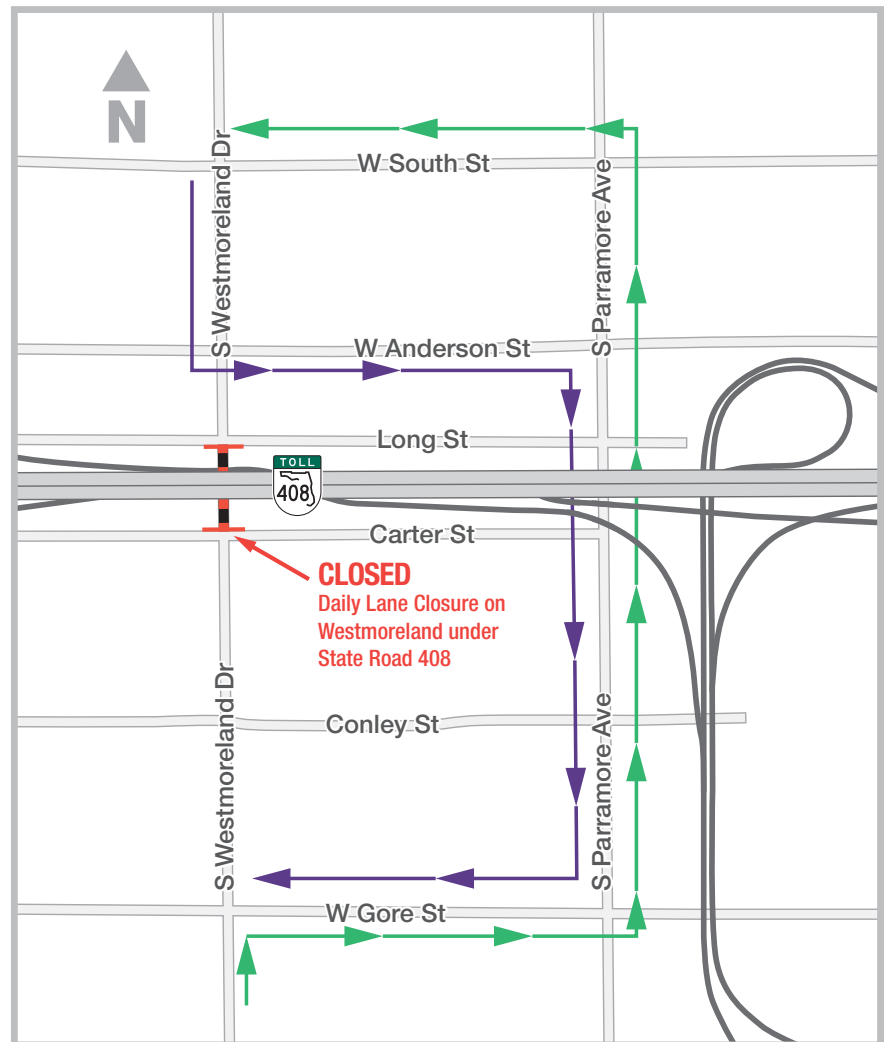 N
S Westmoreland Dr
W South St
S Parramore Ave
W Anderson St
Long St
TOLL
408
Carter St
CLOSED
Daily Lane Closure on
Westmoreland under
State Road 408
S Westmoreland Dr
Conley St
S Parramore Ave
W Gore St